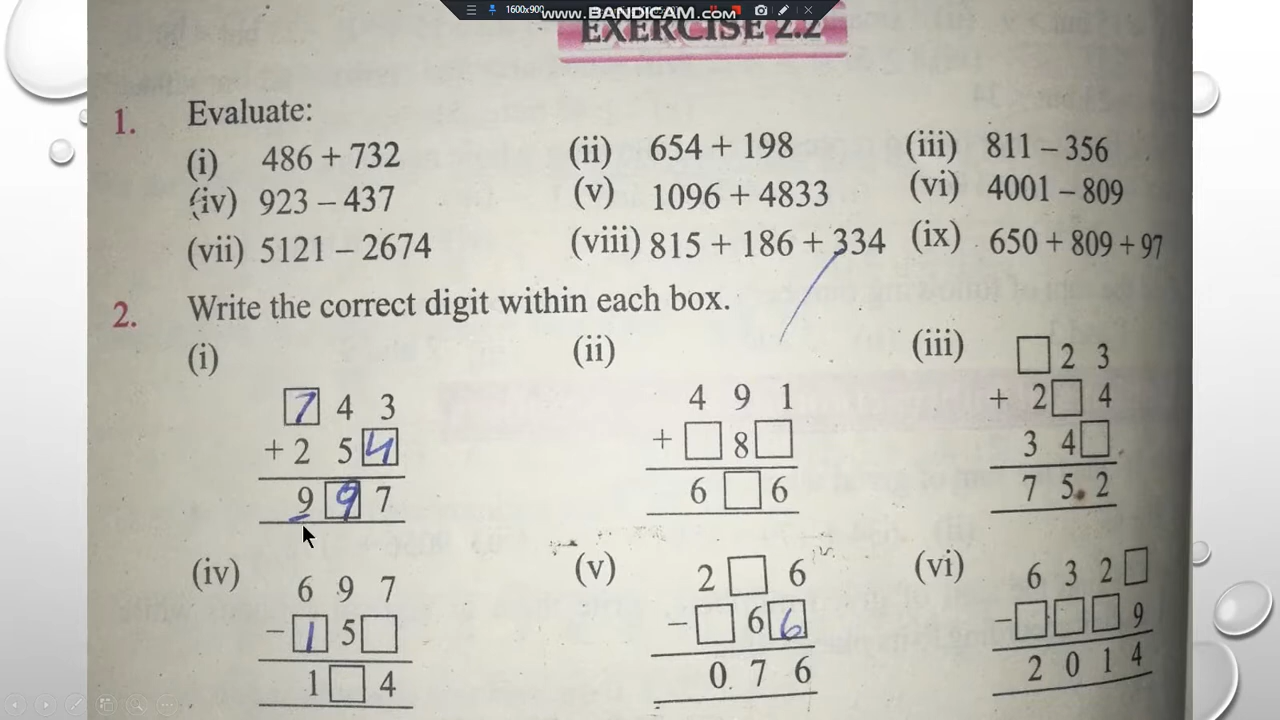 1600x900
www.BANDICAM.com
EXERCISE 2.2
1. Evaluate:
(i) 486 + 732 (ii) 654 + 198 (iii) 811 – 356
(iv) 923 – 437 (v) 1096 + 4833 (vi) 4001 – 809
(vii) 5121 – 2674 (viii) 815 + 186 + 334 (ix) 650 + 809 + 97
2. Write the correct digit within each box.
(i)
7 4 3
+ 2 5 4
9 9 7
(ii)
4 9 1
+ □ 8 □
6 □ 6
(iii)
□ 2 3
+ 2 □ 4
3 4 □
7 5 2
(iv)
6 9 7
– 1 5 □
1 □ 4
(v)
2 □ 6
– □ 6 6
0 7 6
(vi)
6 3 2 □
– □ □ □ 9
2 0 1 4